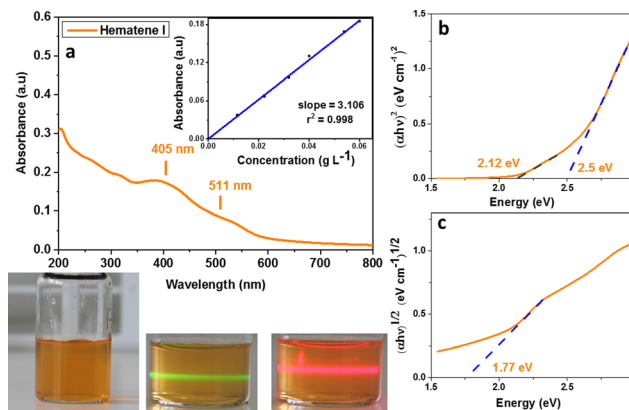 Hematene I
a
Absorbance (a.u)
0.6
0.5
0.4
0.3
0.2
0.1
0.0
405 nm
511 nm
200 300 400 500 600 700 800
Wavelength (nm)
Absorbance (a.u)
0.18
0.12
0.06
0.00
slope = 3.106
r² = 0.998
0.00 0.02 0.04 0.06
Concentration (g L⁻¹)
b
(αhν)² (eV cm⁻¹)²
1.5
1.0
0.5
0.0
2.12 eV
2.5 eV
1.5 2.0 2.5
Energy (eV)
c
(αhν)1/2 (eV cm⁻¹)1/2
1.0
0.5
0.0
1.77 eV
1.5 2.0 2.5
Energy (eV)